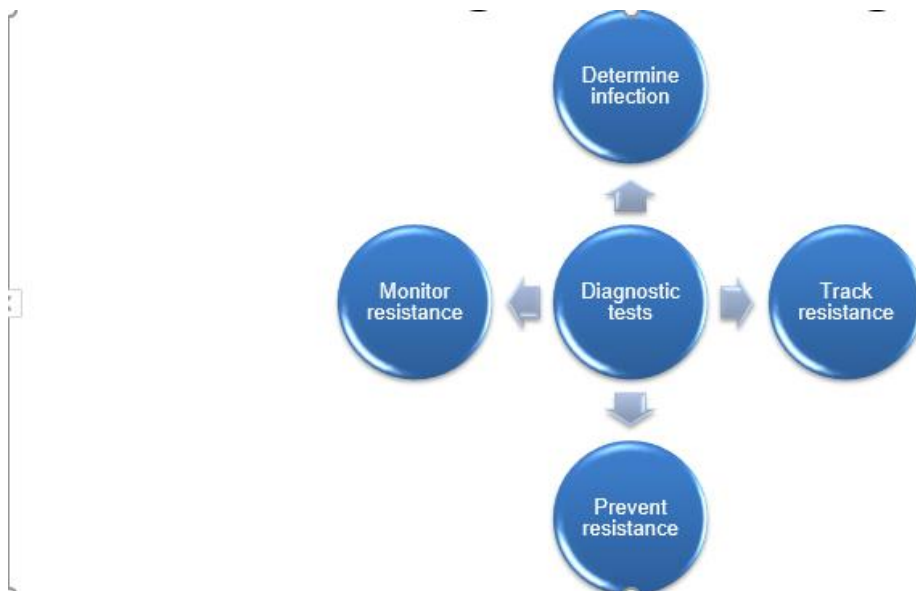 Determine
infection
Monitor
resistance
Diagnostic
tests
Track
resistance
Prevent
resistance